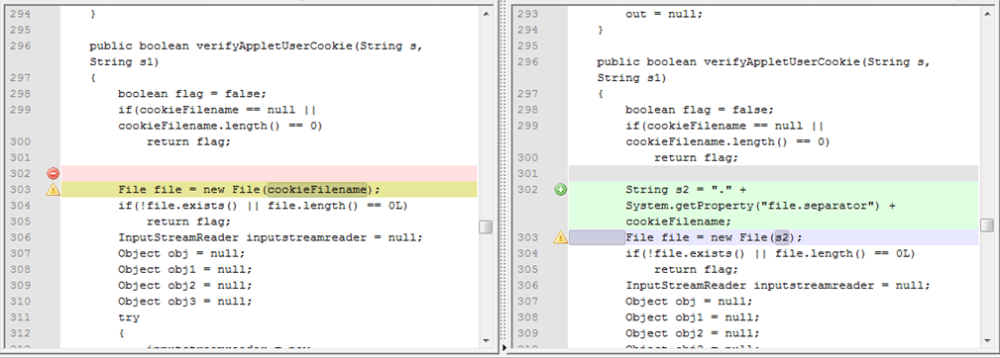 294 }
295
296 public boolean verifyAppletUserCookie(String s,
String s1)
297 {
298 boolean flag = false;
299 if(cookieFilename == null ||
cookieFilename.length() == 0)
300 return flag;
301
302
303 File file = new File(cookieFilename);
304 if(!file.exists() || file.length() == 0L)
305 return flag;
306 InputStreamReader inputstreamreader = null;
307 Object obj = null;
308 Object obj1 = null;
309 Object obj2 = null;
310 Object obj3 = null;
311 try
312 {
293 out = null;
294 }
295
296 public boolean verifyAppletUserCookie(String s,
String s1)
297 {
298 boolean flag = false;
299 if(cookieFilename == null ||
cookieFilename.length() == 0)
300 return flag;
301
302 String s2 = "." +
System.getProperty("file.separator") +
cookieFilename;
303 File file = new File(s2);
304 if(!file.exists() || file.length() == 0L)
305 return flag;
306 InputStreamReader inputstreamreader = null;
307 Object obj = null;
308 Object obj1 = null;
309 Object obj2 = null;